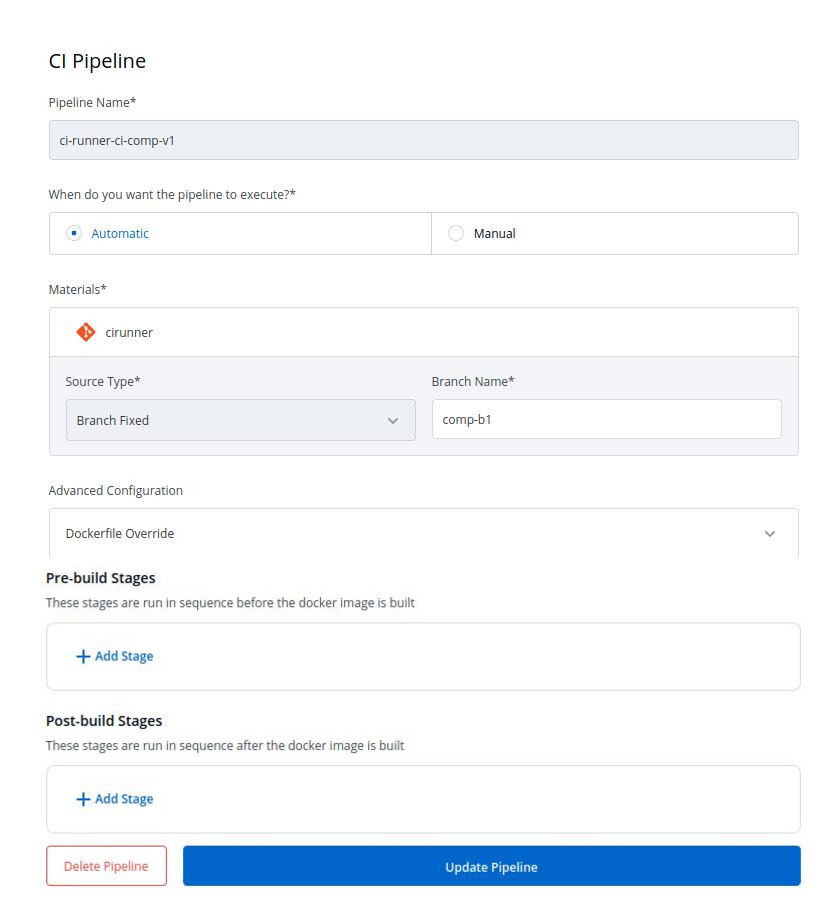 CI Pipeline
Pipeline Name*
ci-runner-ci-comp-v1
When do you want the pipeline to execute?*
Automatic
Manual
Materials*
cirunner
Source Type*
Branch Name*
Branch Fixed
comp-b1
Advanced Configuration
Dockerfile Override
Pre-build Stages
These stages are run in sequence before the docker image is built
Add Stage
Post-build Stages
These stages are run in sequence after the docker image is built
Add Stage
Delete Pipeline
Update Pipeline